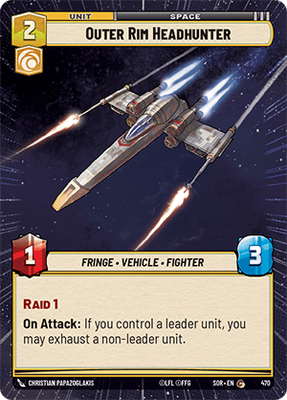 UNIT SPACE
2 OUTER RIM HEADHUNTER
1 3
FRINGE • VEHICLE • FIGHTER
RAID 1
On Attack: If you control a leader unit, you
may exhaust a non-leader unit.
CHRISTIAN PAPAZOGLAKIS ©LFL ©FFG SOR • EN C 470